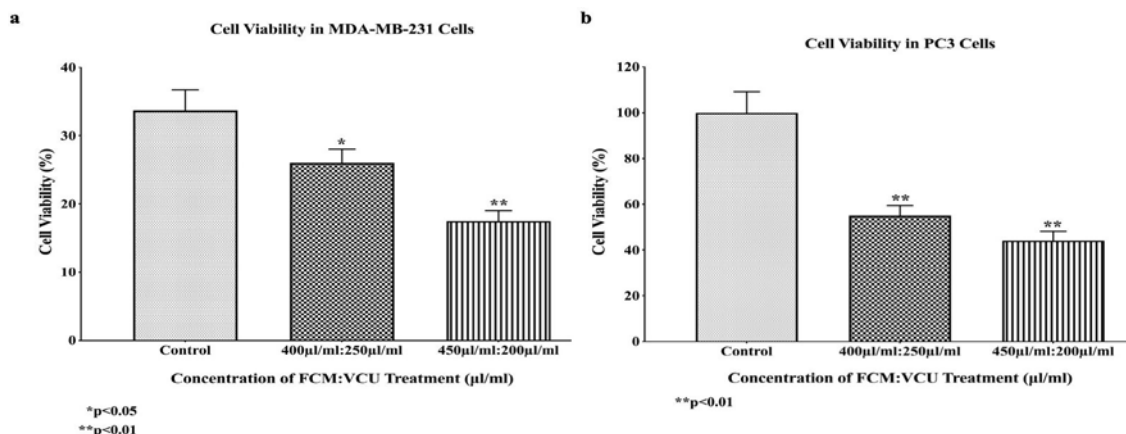 a
Cell Viability in MDA-MB-231 Cells
40
30
20
10
0
Cell Viability (%)
*
**
Control
400µl/ml:250µl/ml
450µl/ml:200µl/ml
Concentration of FCM:VCU Treatment (µl/ml)
*p<0.05
**p<0.01
b
Cell Viability in PC3 Cells
120
100
80
60
40
20
0
Cell Viability (%)
**
**
Control
400µl/ml:250µl/ml
450µl/ml:200µl/ml
Concentration of FCM:VCU Treatment (µl/ml)
**p<0.01